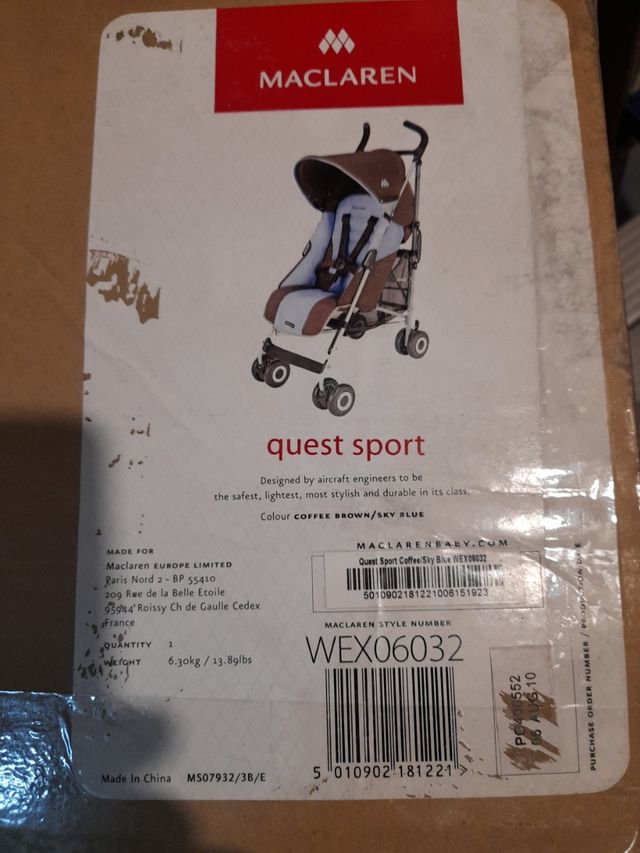 MACLAREN
quest sport
Designed by aircraft engineers to be
the safest, lightest, most stylish and durable in its class.
Colour COFFEE BROWN/SKY BLUE
MADE FOR
Maclaren EUROPE LIMITED
Paris Nord 2 - BP 55410
209 Rue de la Belle Etoile
95944 Roissy Ch de Gaulle Cedex
France
QUANTITY 1
WEIGHT 6.30kg / 13.89lbs
Made In China MS07932/3B/E
MACLARENBABY.COM
Quest Sport Coffee/Sky Blue WEX06032
5010902181221006151923
MACLAREN STYLE NUMBER
WEX06032
5 010902 181221 >
AUG 10
PURCHASE ORDER NUMBER / PRODUCTION DATE